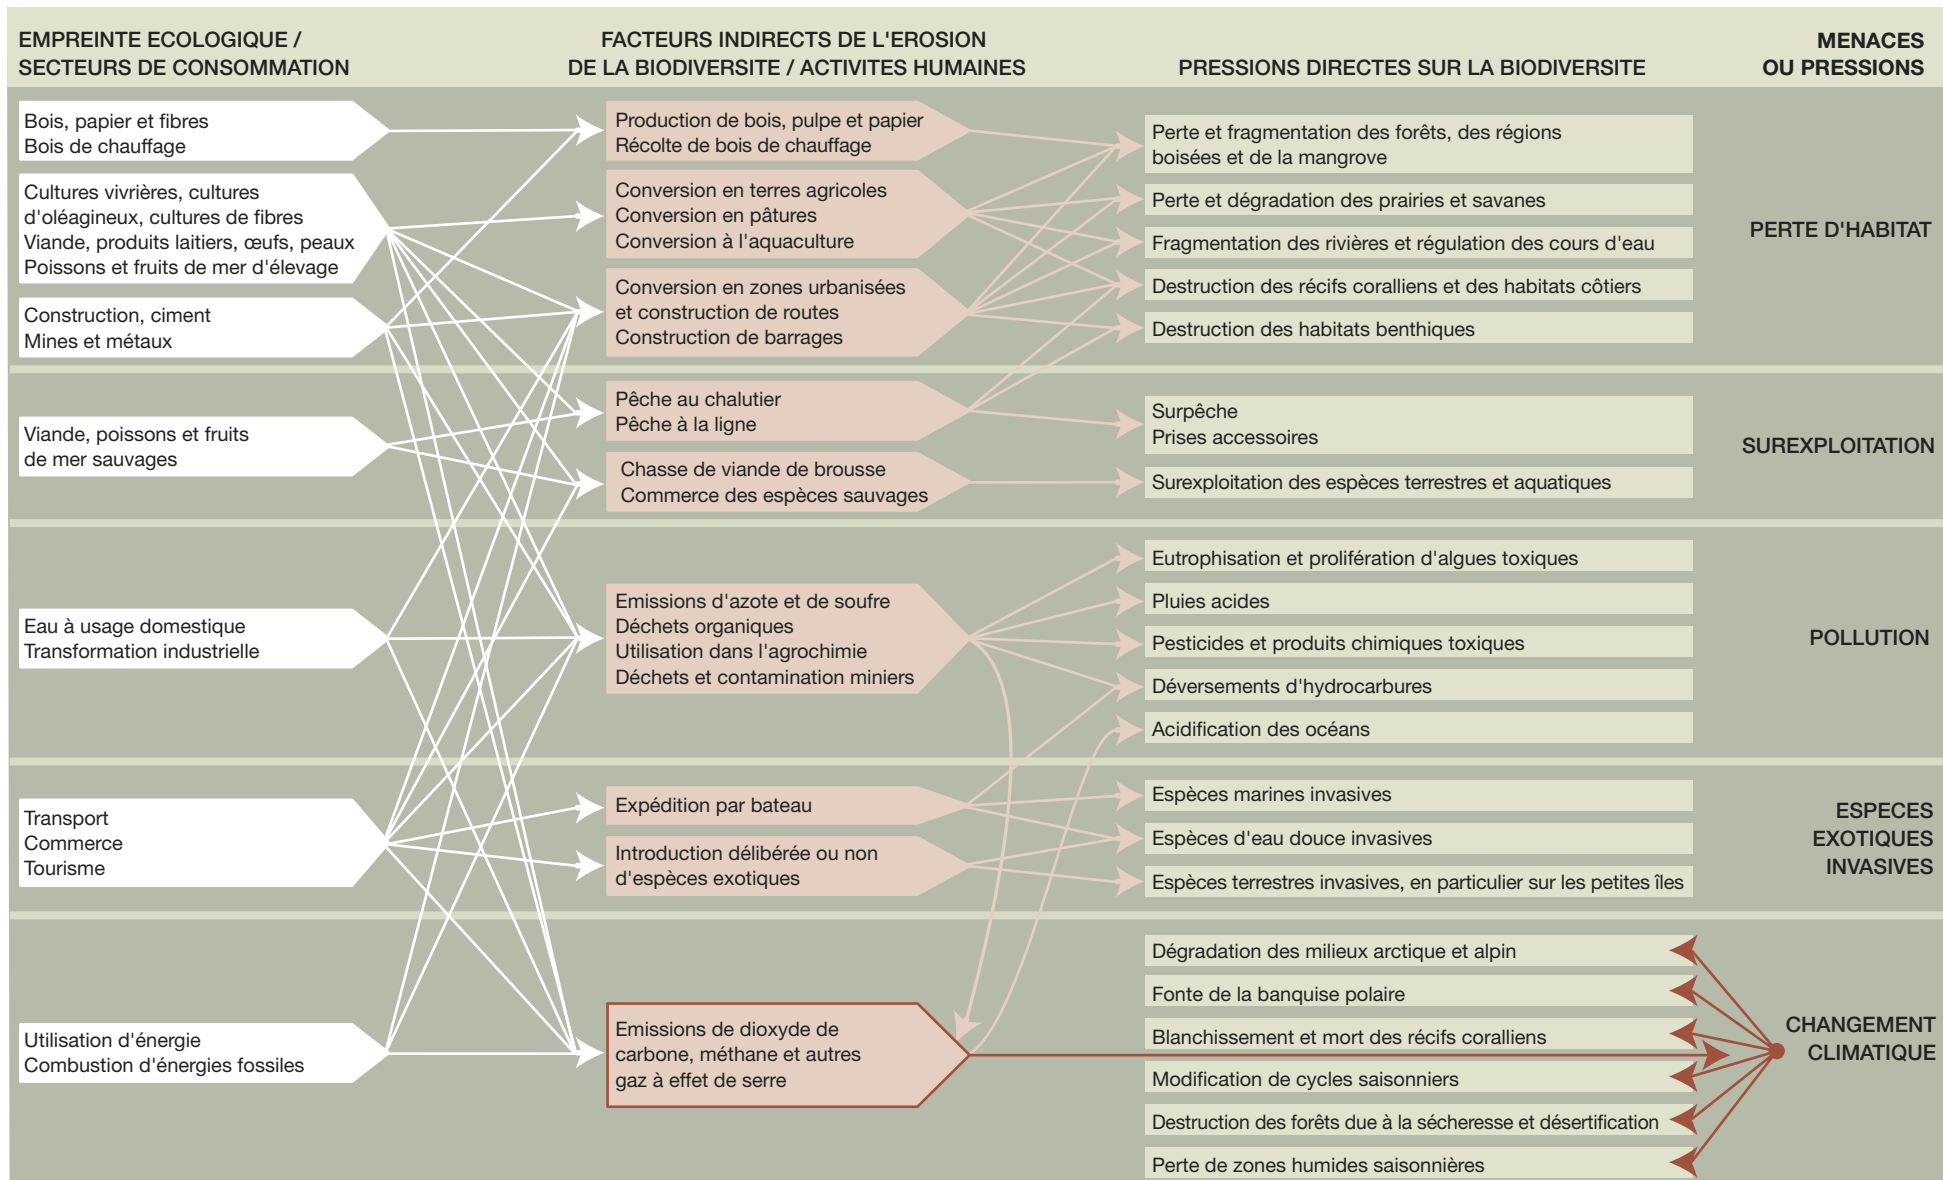 EMPREINTE ECOLOGIQUE /
SECTEURS DE CONSOMMATION
FACTEURS INDIRECTS DE L'EROSION
DE LA BIODIVERSITE / ACTIVITES HUMAINES
PRESSIONS DIRECTES SUR LA BIODIVERSITE
MENACES
OU PRESSIONS
Bois, papier et fibres
Bois de chauffage
Cultures vivrières, cultures
d'oléagineux, cultures de fibres
Viande, produits laitiers, œufs, peaux
Poissons et fruits de mer d'élevage
Construction, ciment
Mines et métaux
Viande, poissons et fruits
de mer sauvages
Eau à usage domestique
Transformation industrielle
Transport
Commerce
Tourisme
Utilisation d'énergie
Combustion d'énergies fossiles
Production de bois, pulpe et papier
Récolte de bois de chauffage
Conversion en terres agricoles
Conversion en pâtures
Conversion à l'aquaculture
Conversion en zones urbanisées
et construction de routes
Construction de barrages
Pêche au chalutier
Pêche à la ligne
Chasse de viande de brousse
Commerce des espèces sauvages
Emissions d'azote et de soufre
Déchets organiques
Utilisation dans l'agrochimie
Déchets et contamination miniers
Expédition par bateau
Introduction délibérée ou non
d'espèces exotiques
Emissions de dioxyde de
carbone, méthane et autres
gaz à effet de serre
Perte et fragmentation des forêts, des régions
boisées et de la mangrove
Perte et dégradation des prairies et savanes
Fragmentation des rivières et régulation des cours d'eau
Destruction des récifs coralliens et des habitats côtiers
Destruction des habitats benthiques
Surpêche
Prises accessoires
Surexploitation des espèces terrestres et aquatiques
Eutrophisation et prolifération d'algues toxiques
Pluies acides
Pesticides et produits chimiques toxiques
Déversements d'hydrocarbures
Acidification des océans
Espèces marines invasives
Espèces d'eau douce invasives
Espèces terrestres invasives, en particulier sur les petites îles
Dégradation des milieux arctique et alpin
Fonte de la banquise polaire
Blanchissement et mort des récifs coralliens
Modification de cycles saisonniers
Destruction des forêts due à la sécheresse et désertification
Perte de zones humides saisonnières
PERTE D'HABITAT
SUREXPLOITATION
POLLUTION
ESPECES
EXOTIQUES
INVASIVES
CHANGEMENT
CLIMATIQUE